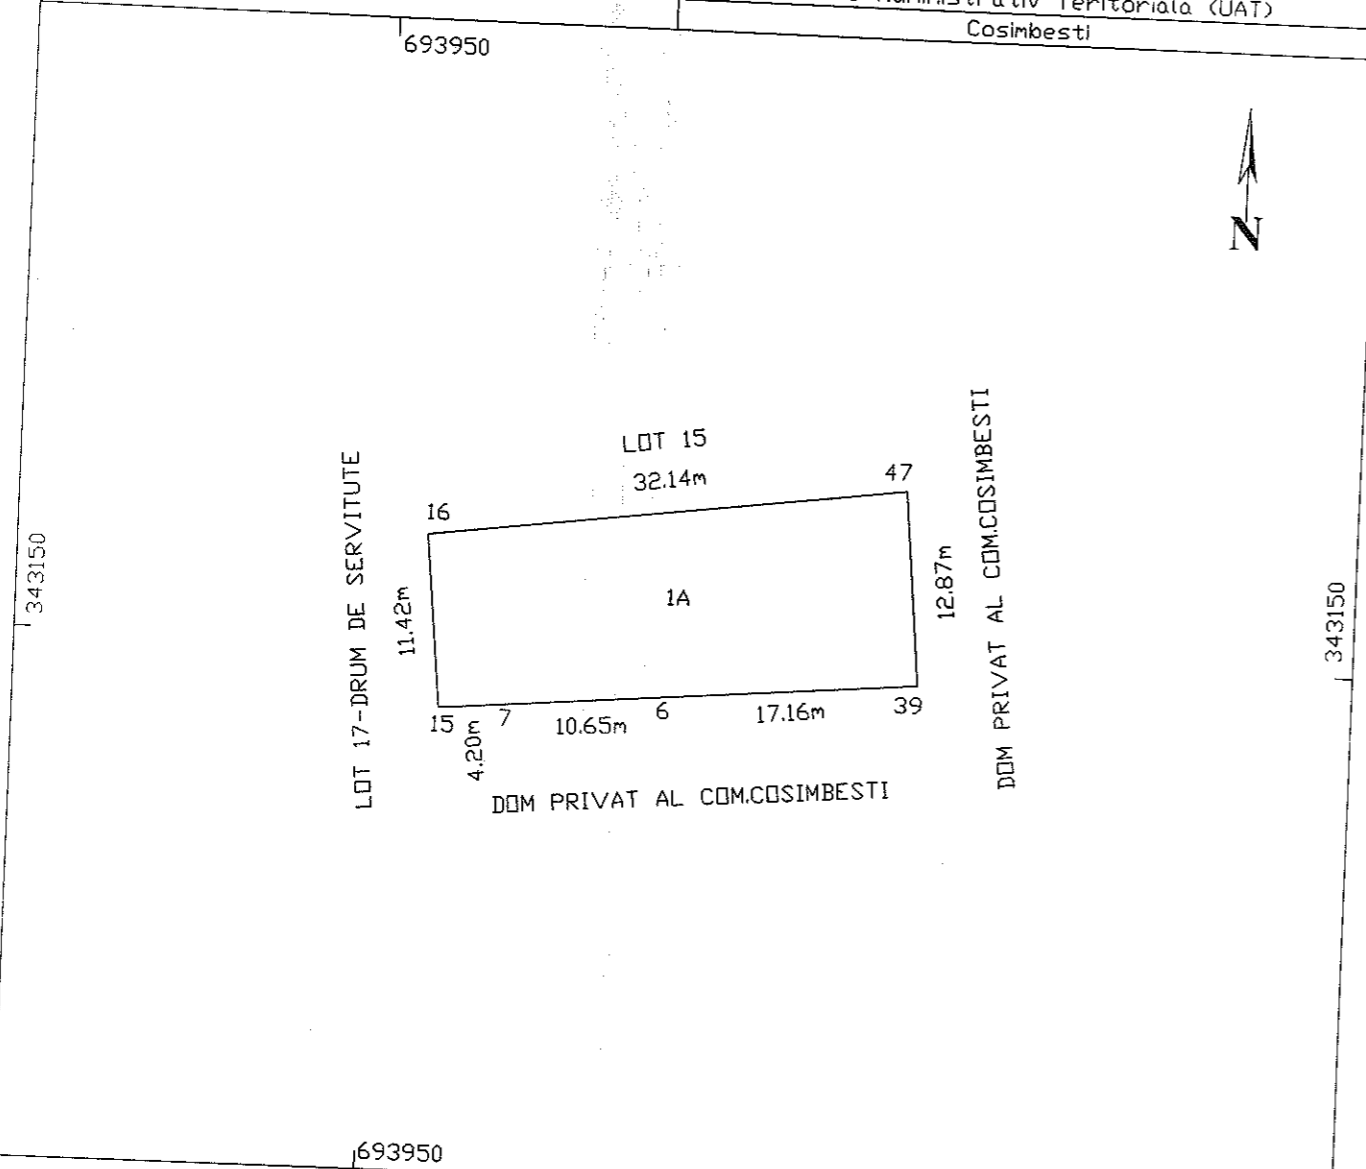 Teritoriala (UAT)
Cosimbesti
693950
N
LOT 15
32.14m
47
16
LOT 17-DRUM DE SERVITUTE
DOM PRIVAT AL COM.COSIMBESTI
343150
343150
11.42m
1A
12.87m
15
7
10.65m
6
17.16m
39
4.20m
DOM PRIVAT AL COM.COSIMBESTI
693950